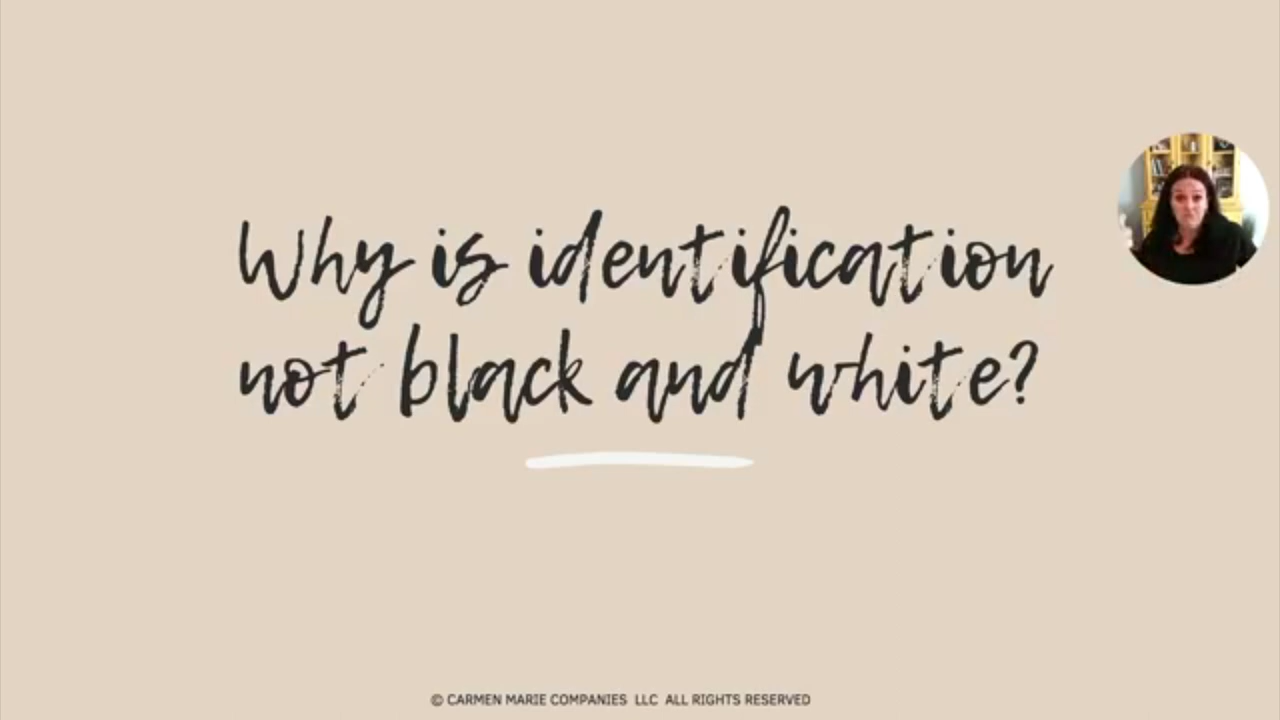 Why is identification
not black and white?
© CARMEN MARIE COMPANIES LLC ALL RIGHTS RESERVED